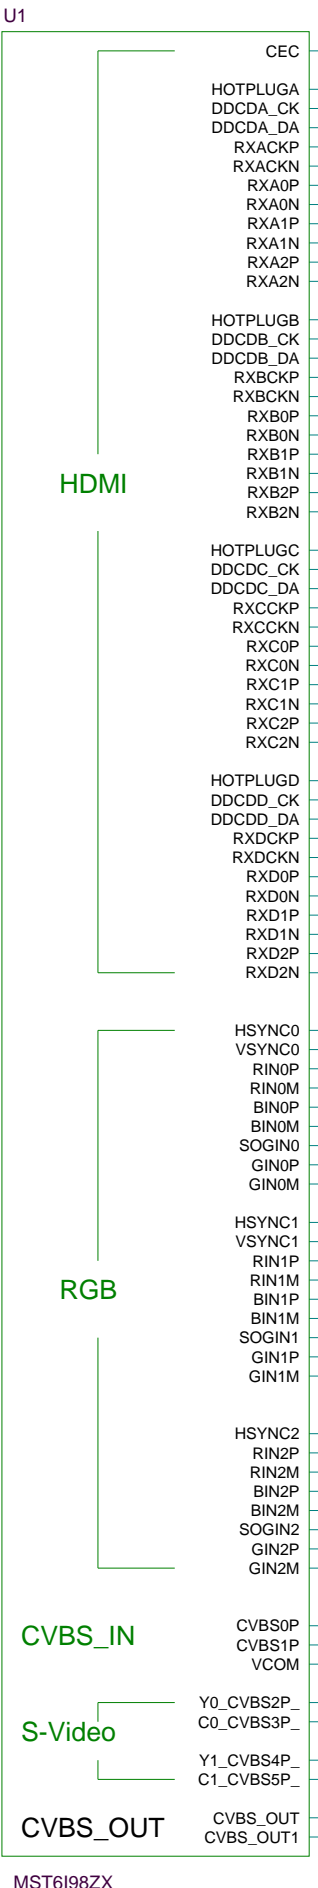 U1
CEC
HOTPLUGA
DDCDA_CK
DDCDA_DA
RXACKP
RXACKN
RXA0P
RXA0N
RXA1P
RXA1N
RXA2P
RXA2N
HOTPLUGB
DDCDB_CK
DDCDB_DA
RXBCKP
RXBCKN
RXB0P
RXB0N
RXB1P
RXB1N
RXB2P
RXB2N
HDMI
HOTPLUGC
DDCDC_CK
DDCDC_DA
RXCCKP
RXCCKN
RXC0P
RXC0N
RXC1P
RXC1N
RXC2P
RXC2N
HOTPLUGD
DDCDD_CK
DDCDD_DA
RXDCKP
RXDCKN
RXD0P
RXD0N
RXD1P
RXD1N
RXD2P
RXD2N
HSYNC0
VSYNC0
RIN0P
RIN0M
BIN0P
BIN0M
SOGIN0
GIN0P
GIN0M
HSYNC1
VSYNC1
RIN1P
RIN1M
BIN1P
BIN1M
SOGIN1
GIN1P
GIN1M
RGB
HSYNC2
RIN2P
RIN2M
BIN2P
BIN2M
SOGIN2
GIN2P
GIN2M
CVBS_IN
CVBS0P
CVBS1P
VCOM
S-Video
Y0_CVBS2P_
C0_CVBS3P_
Y1_CVBS4P_
C1_CVBS5P_
CVBS_OUT
CVBS_OUT
CVBS_OUT1
MST6I98ZX